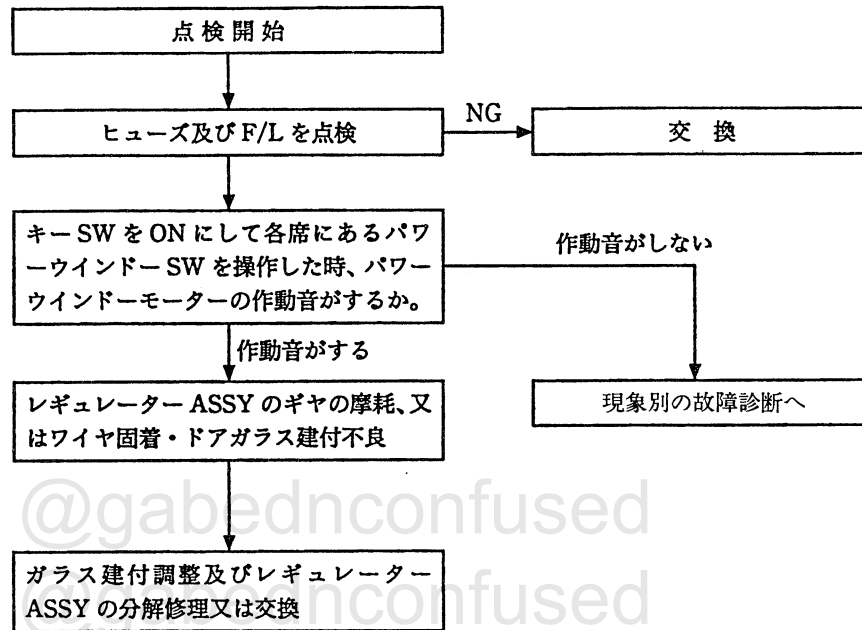 点検開始
ヒューズ及びF/Lを点検
NG
交 換
キーSWをONにして各席にあるパワ
ーウインドーSWを操作した時、パワー
ウインドーモーターの作動音がするか。
作動音がしない
作動音がする
レギュレーターASSYのギヤの摩耗、又
はワイヤ固着・ドアガラス建付不良
現象別の故障診断へ
@gabednconfused
ガラス建付調整及びレギュレーター
ASSYの分解修理又は交換
@gabednconfused